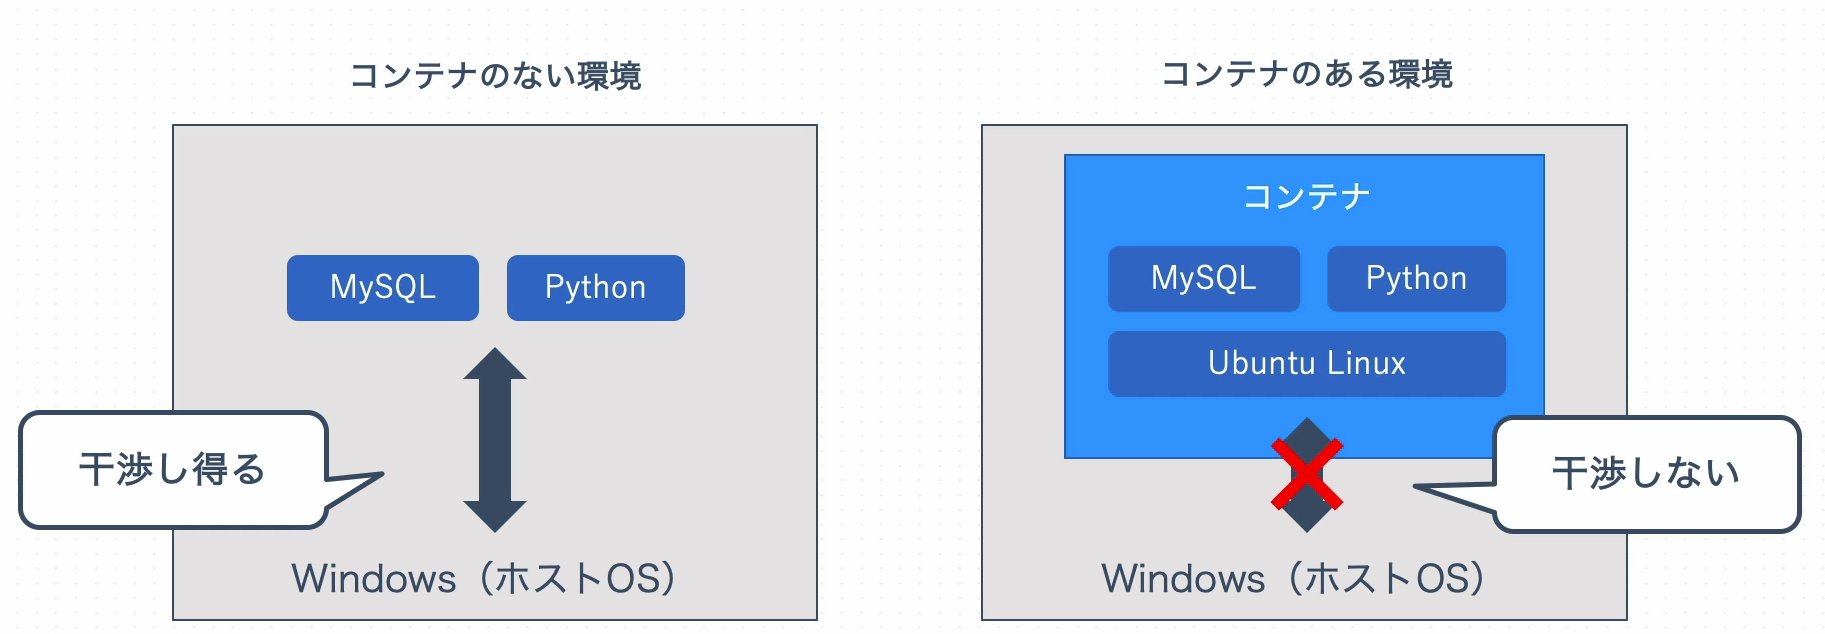 コンテナのない環境
MySQL
Python
干渉し得る
Windows（ホストOS）
コンテナのある環境
コンテナ
MySQL
Python
Ubuntu Linux
干渉しない
Windows（ホストOS）